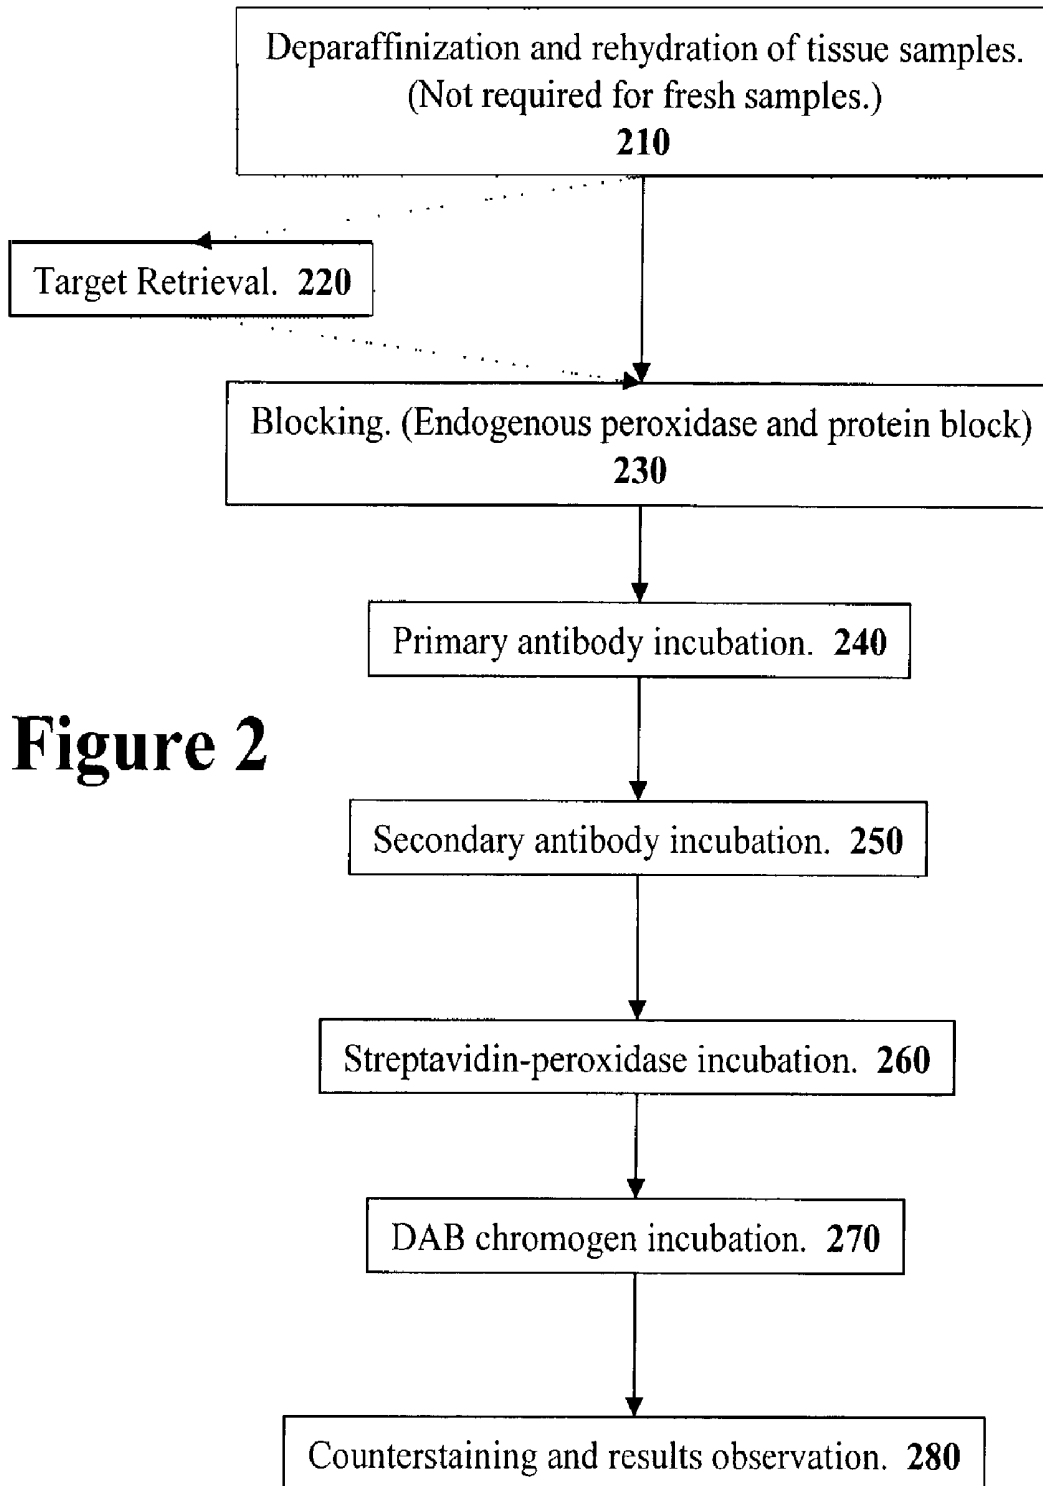 Deparaffinization and rehydration of tissue samples.
(Not required for fresh samples.)
210
Target Retrieval. 220
Blocking. (Endogenous peroxidase and protein block)
230
Primary antibody incubation. 240
Figure 2
Secondary antibody incubation. 250
Streptavidin-peroxidase incubation. 260
DAB chromogen incubation. 270
Counterstaining and results observation. 280